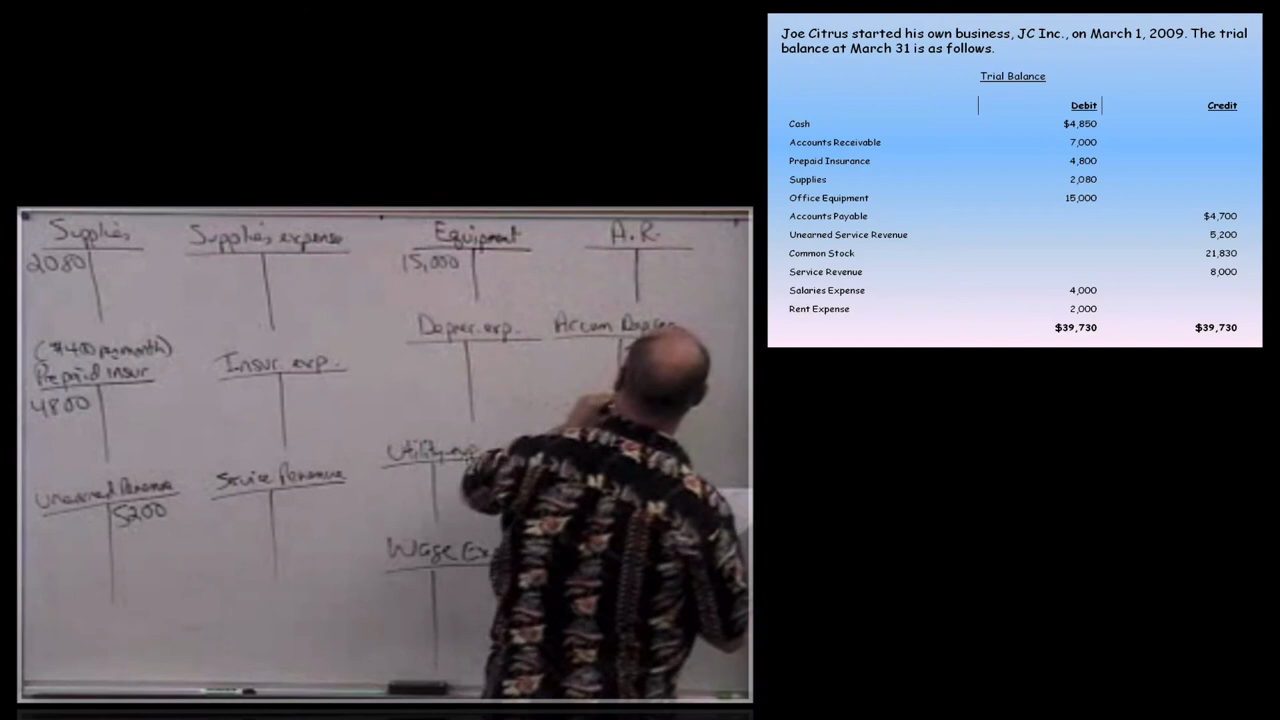 Joe Citrus started his own business, JC Inc., on March 1, 2009. The trial
balance at March 31 is as follows.
Trial Balance
Debit Credit
Cash $4,850
Accounts Receivable 7,000
Prepaid Insurance 4,800
Supplies 2,080
Office Equipment 15,000
Accounts Payable $4,700
Unearned Service Revenue 5,200
Common Stock 21,830
Service Revenue 8,000
Salaries Expense 4,000
Rent Expense 2,000
$39,730 $39,730
Supplies Supplies expense Equipment A.R.
2080 15,000
Deprec. exp. Accum
($400 per month)
Prepaid insur Insur. exp.
4800
Utility
Unearned Revenue Service Revenue
5200
Wage Ex